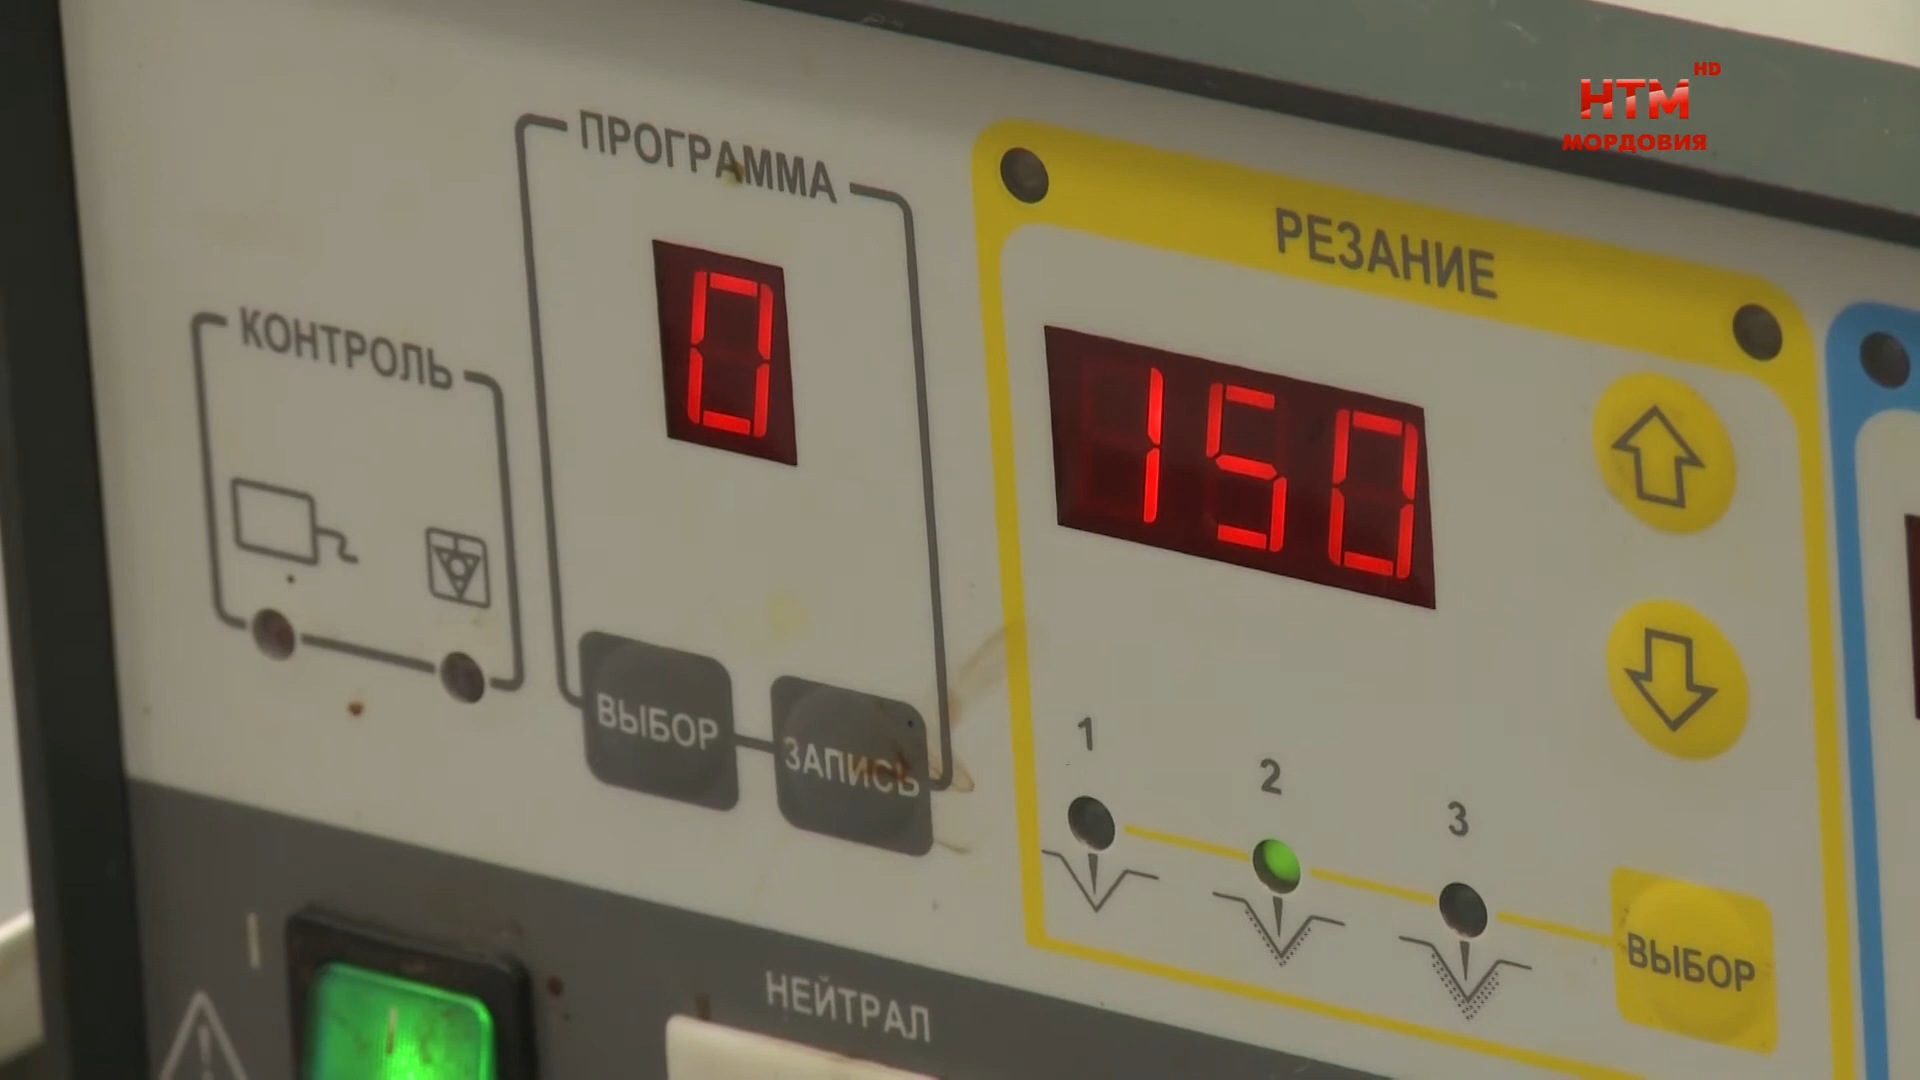 HD
НТМ
МОРДОВИЯ
ПРОГРАММА
0
КОНТРОЛЬ
ВЫБОР
ЗАПИСЬ
РЕЗАНИЕ
150
1
2
3
ВЫБОР
I
I
НЕЙТРАЛ